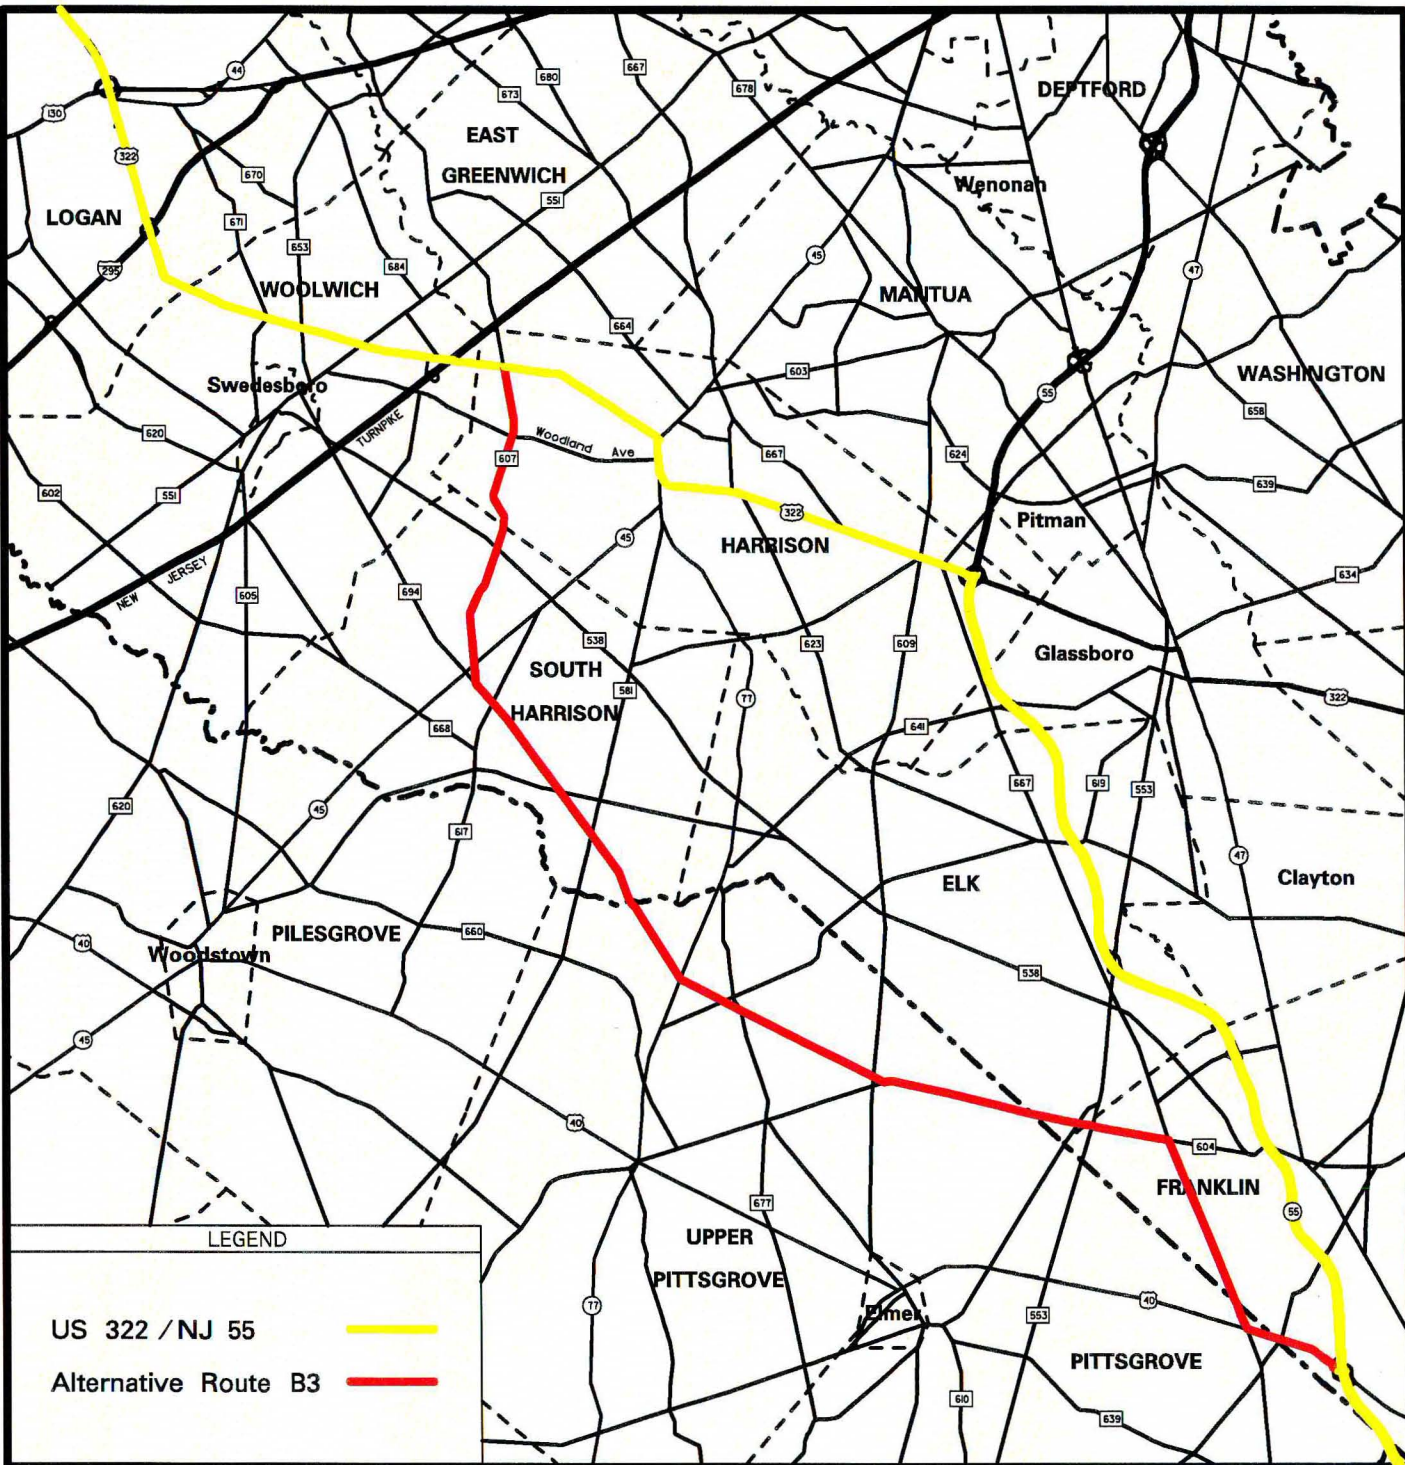 DEPTFORD
44
680
667
673
678
130
EAST
322
GREENWICH
670
Wenonah
551
LOGAN
671
653
45
684
295
47
WOOLWICH
MANTUA
664
603
WASHINGTON
Swedesboro
55
658
TURNPIKE
620
Woodland Ave
607
667
624
639
602
551
322
Pitman
45
HARRISON
JERSEY
634
NEW
605
694
538
623
609
Glassboro
SOUTH
581
77
322
HARRISON
668
641
667
619
553
620
45
617
47
ELK
Clayton
PILESGROVE
660
40
Woodstown
538
45
40
604
FRANKLIN
677
55
LEGEND
UPPER
PITTSGROVE
77
40
Elmer
553
US 322 / NJ 55
PITTSGROVE
Alternative Route B3
610
639